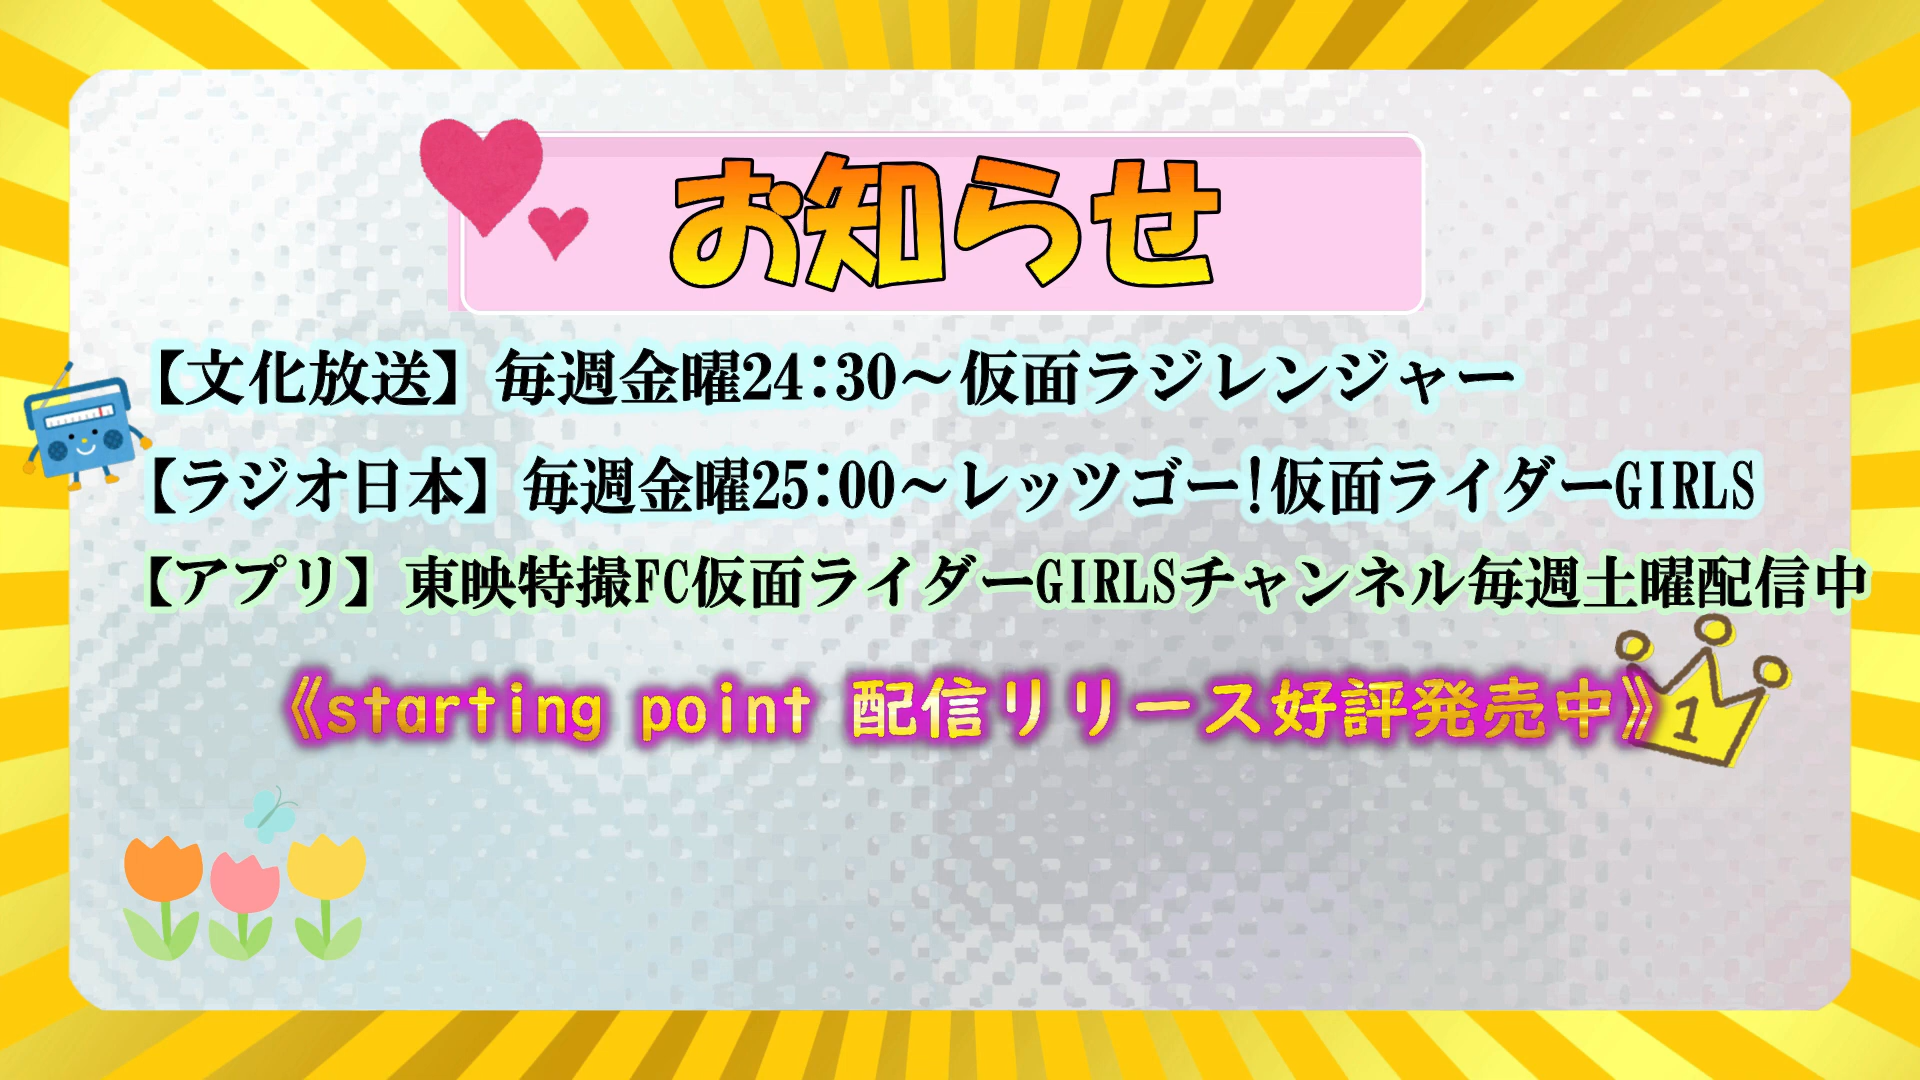 お知らせ
【文化放送】毎週金曜24:30～仮面ラジレンジャー
【ラジオ日本】毎週金曜25:00～レッツゴー!仮面ライダーGIRLS
【アプリ】東映特撮FC仮面ライダーGIRLSチャンネル毎週土曜配信中
《starting point 配信リリース好評発売中》
1